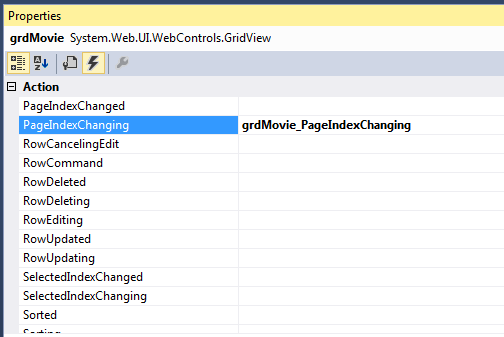 Properties
grdMovie System.Web.UI.WebControls.GridView
Action
PageIndexChanged
PageIndexChanging grdMovie_PageIndexChanging
RowCancelingEdit
RowCommand
RowDeleted
RowDeleting
RowEditing
RowUpdated
RowUpdating
SelectedIndexChanged
SelectedIndexChanging
Sorted
Sorting